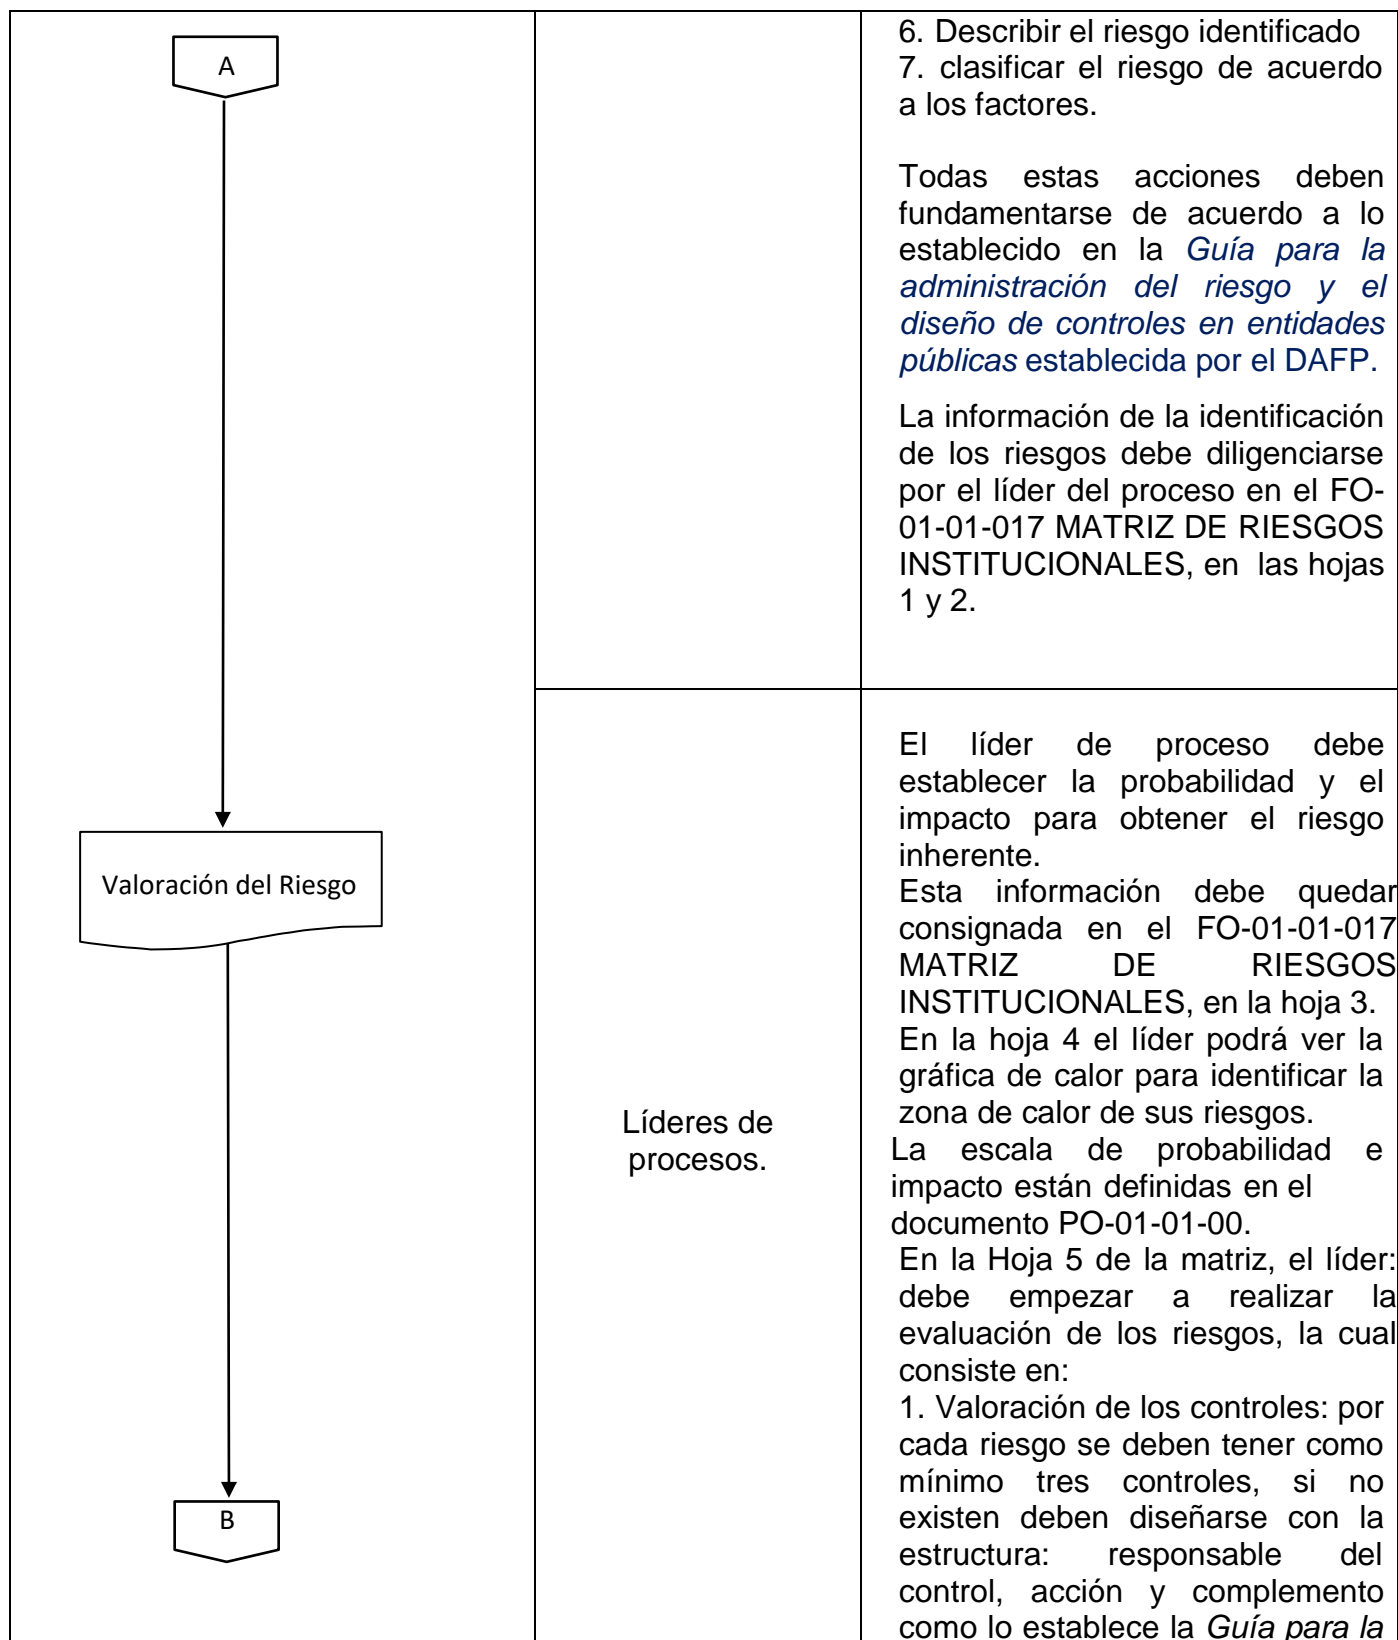 A
6. Describir el riesgo identificado
7. clasificar el riesgo de acuerdo
a los factores.
Todas estas acciones deben
fundamentarse de acuerdo a lo
establecido en la Guía para la
administración del riesgo y el
diseño de controles en entidades
públicas establecida por el DAFP.
La información de la identificación
de los riesgos debe diligenciarse
por el líder del proceso en el FO-
01-01-017 MATRIZ DE RIESGOS
INSTITUCIONALES, en las hojas
1 y 2.
Valoración del Riesgo
B
Líderes de
procesos.
El líder de proceso debe
establecer la probabilidad y el
impacto para obtener el riesgo
inherente.
Esta información debe quedar
consignada en el FO-01-01-017
MATRIZ DE RIESGOS
INSTITUCIONALES, en la hoja 3.
En la hoja 4 el líder podrá ver la
gráfica de calor para identificar la
zona de calor de sus riesgos.
La escala de probabilidad e
impacto están definidas en el
documento PO-01-01-00.
En la Hoja 5 de la matriz, el líder:
debe empezar a realizar la
evaluación de los riesgos, la cual
consiste en:
1. Valoración de los controles: por
cada riesgo se deben tener como
mínimo tres controles, si no
existen deben diseñarse con la
estructura: responsable del
control, acción y complemento
como lo establece la Guía para la